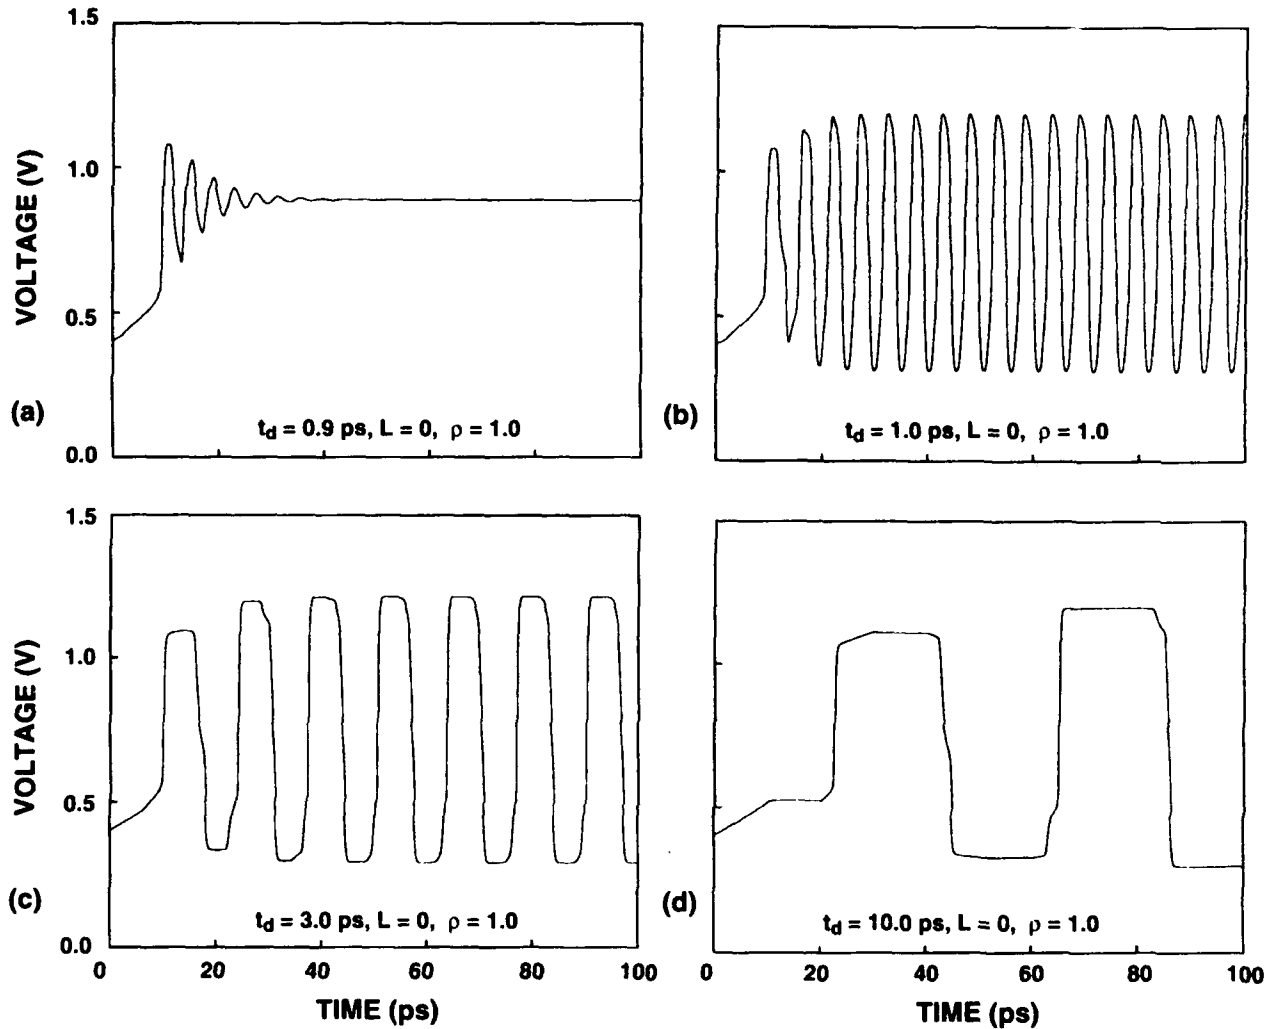 1.5
1.0
0.5
0.0
VOLTAGE (V)
(a)
t_d = 0.9 ps, L = 0, ρ = 1.0
(b)
t_d = 1.0 ps, L = 0, ρ = 1.0
1.5
1.0
0.5
0.0
VOLTAGE (V)
(c)
t_d = 3.0 ps, L = 0, ρ = 1.0
0 20 40 60 80 100
TIME (ps)
(d)
t_d = 10.0 ps, L = 0, ρ = 1.0
0 20 40 60 80 100
TIME (ps)